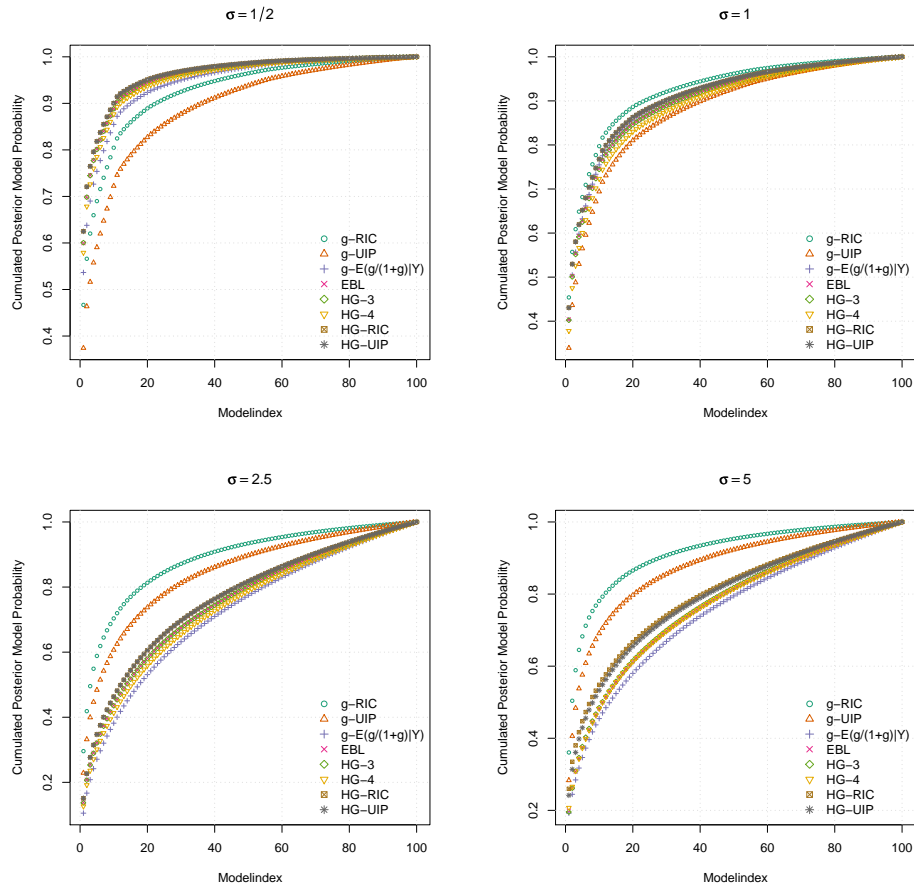 σ = 1/2
Cumulated Posterior Model Probability
1.0
0.9
0.8
0.7
0.6
0.5
0.4
g−RIC
g−UIP
g−E(g/(1+g)|Y)
EBL
HG−3
HG−4
HG−RIC
HG−UIP
0 20 40 60 80 100
Modelindex
σ = 1
Cumulated Posterior Model Probability
1.0
0.9
0.8
0.7
0.6
0.5
0.4
g−RIC
g−UIP
g−E(g/(1+g)|Y)
EBL
HG−3
HG−4
HG−RIC
HG−UIP
0 20 40 60 80 100
Modelindex
σ = 2.5
Cumulated Posterior Model Probability
1.0
0.8
0.6
0.4
0.2
g−RIC
g−UIP
g−E(g/(1+g)|Y)
EBL
HG−3
HG−4
HG−RIC
HG−UIP
0 20 40 60 80 100
Modelindex
σ = 5
Cumulated Posterior Model Probability
1.0
0.8
0.6
0.4
0.2
g−RIC
g−UIP
g−E(g/(1+g)|Y)
EBL
HG−3
HG−4
HG−RIC
HG−UIP
0 20 40 60 80 100
Modelindex